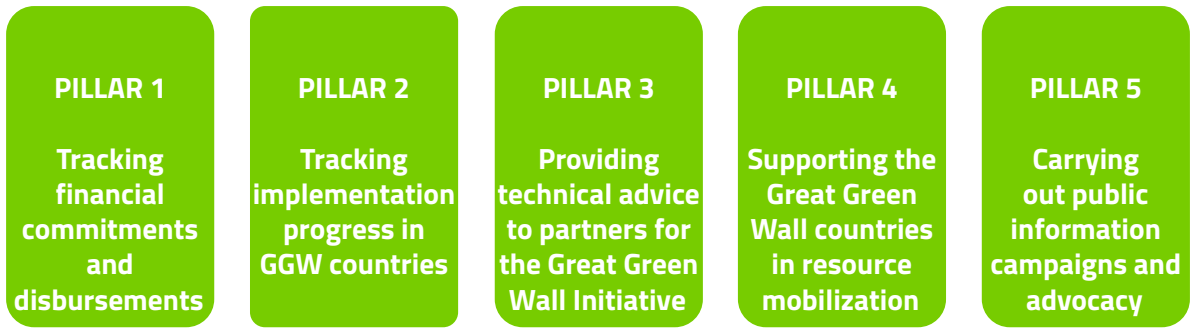 PILLAR 1
Tracking
financial
commitments
and
disbursements
PILLAR 2
Tracking
implementation
progress in
GGW countries
PILLAR 3
Providing
technical advice
to partners for
the Great Green
Wall Initiative
PILLAR 4
Supporting the
Great Green
Wall countries
in resource
mobilization
PILLAR 5
Carrying
out public
information
campaigns and
advocacy